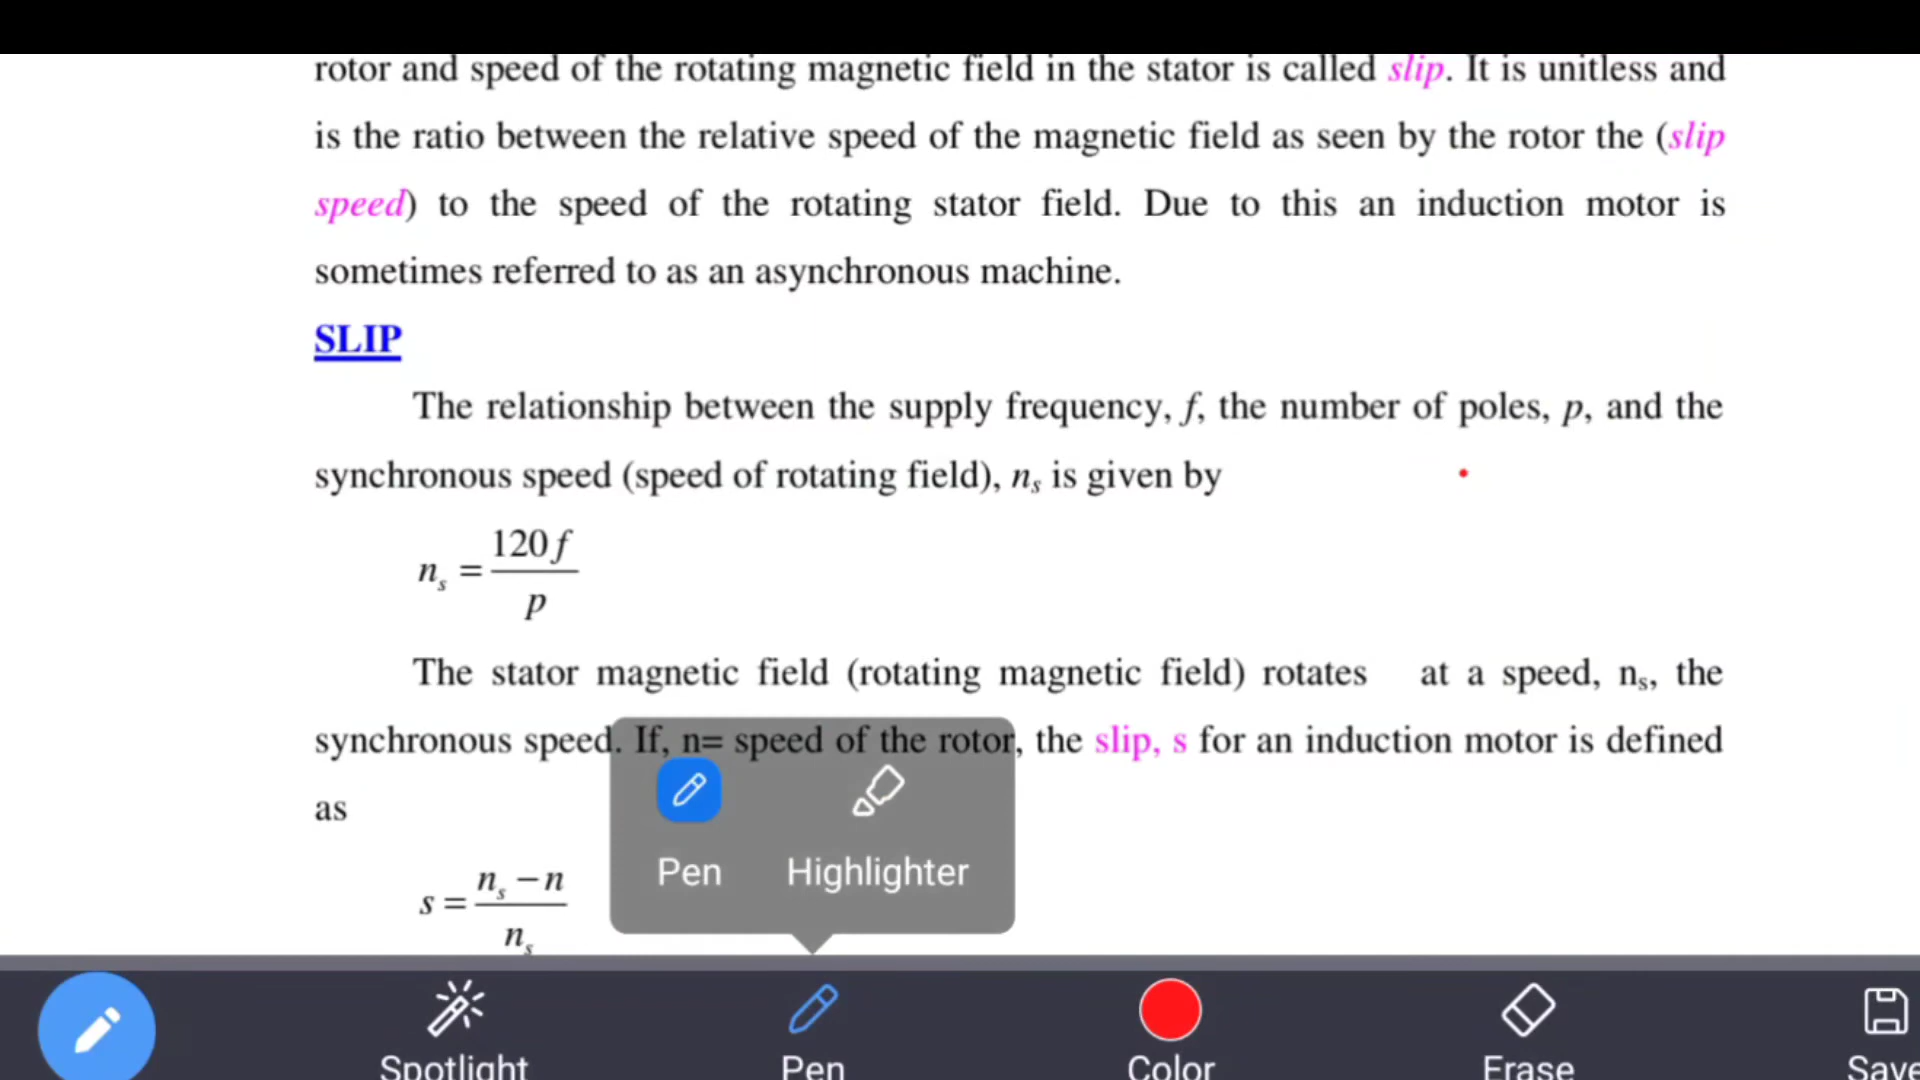 rotor and speed of the rotating magnetic field in the stator is called slip. It is unitless and
is the ratio between the relative speed of the magnetic field as seen by the rotor the (slip
speed) to the speed of the rotating stator field. Due to this an induction motor is
sometimes referred to as an asynchronous machine.
SLIP
The relationship between the supply frequency, f, the number of poles, p, and the
synchronous speed (speed of rotating field), nₛ is given by
nₛ = 120f / p
The stator magnetic field (rotating magnetic field) rotates at a speed, nₛ, the
synchronous speed. If, n= speed of the rotor, the slip, s for an induction motor is defined
as
s = nₛ − n / nₛ
Pen Highlighter
Spotlight Pen Color Erase Save